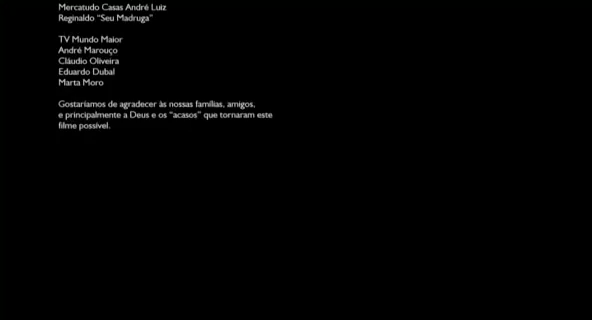 Mercatudo Casas André Luiz
Reginaldo "Seu Madruga"
TV Mundo Maior
André Marouço
Cláudio Oliveira
Eduardo Dubal
Marta Moro
Gostaríamos de agradecer às nossas famílias, amigos,
e principalmente a Deus e os "acasos" que tornaram este
filme possível.